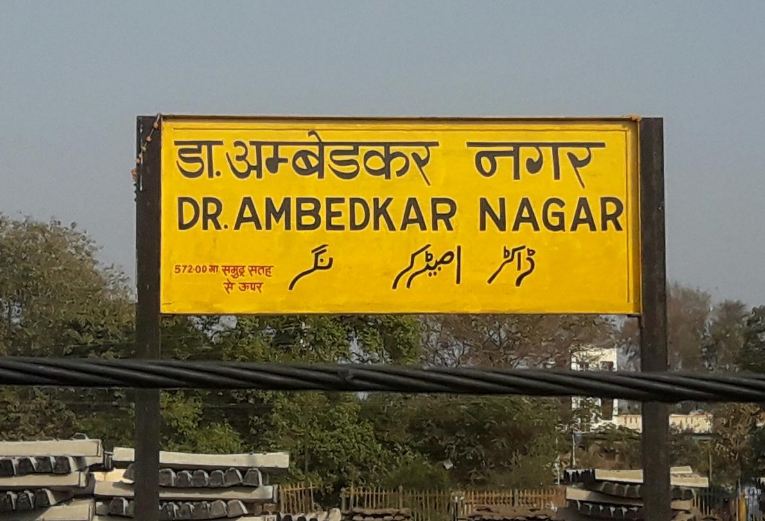 डा. अम्बेडकर नगर
DR. AMBEDKAR NAGAR
ڈاکٹر امبیڈکر نگر
572·00 मी समुद्र सतह
से ऊपर